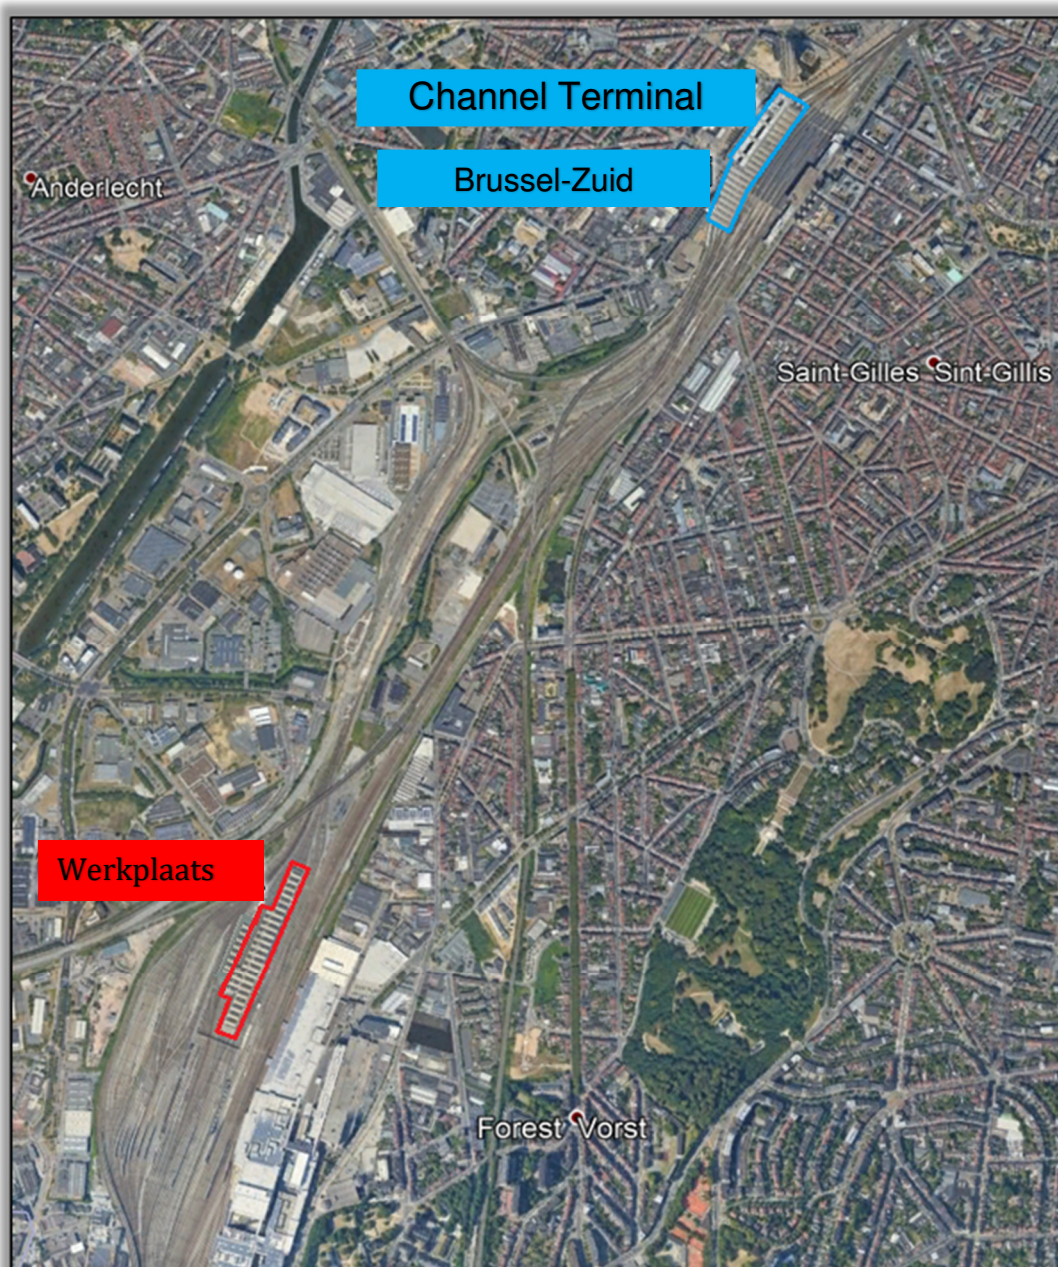 Channel Terminal
Brussel-Zuid
Anderlecht
Saint-Gilles Sint-Gillis
Werkplaats
Forest Vorst